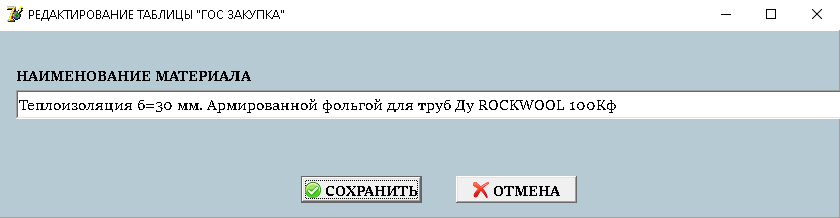 РЕДАКТИРОВАНИЕ ТАБЛИЦЫ "ГОС ЗАКУПКА"
НАИМЕНОВАНИЕ МАТЕРИАЛА
Теплоизоляция б=30 мм. Армированной фольгой для труб Ду ROCKWOOL 100Кф
СОХРАНИТЬ ОТМЕНА